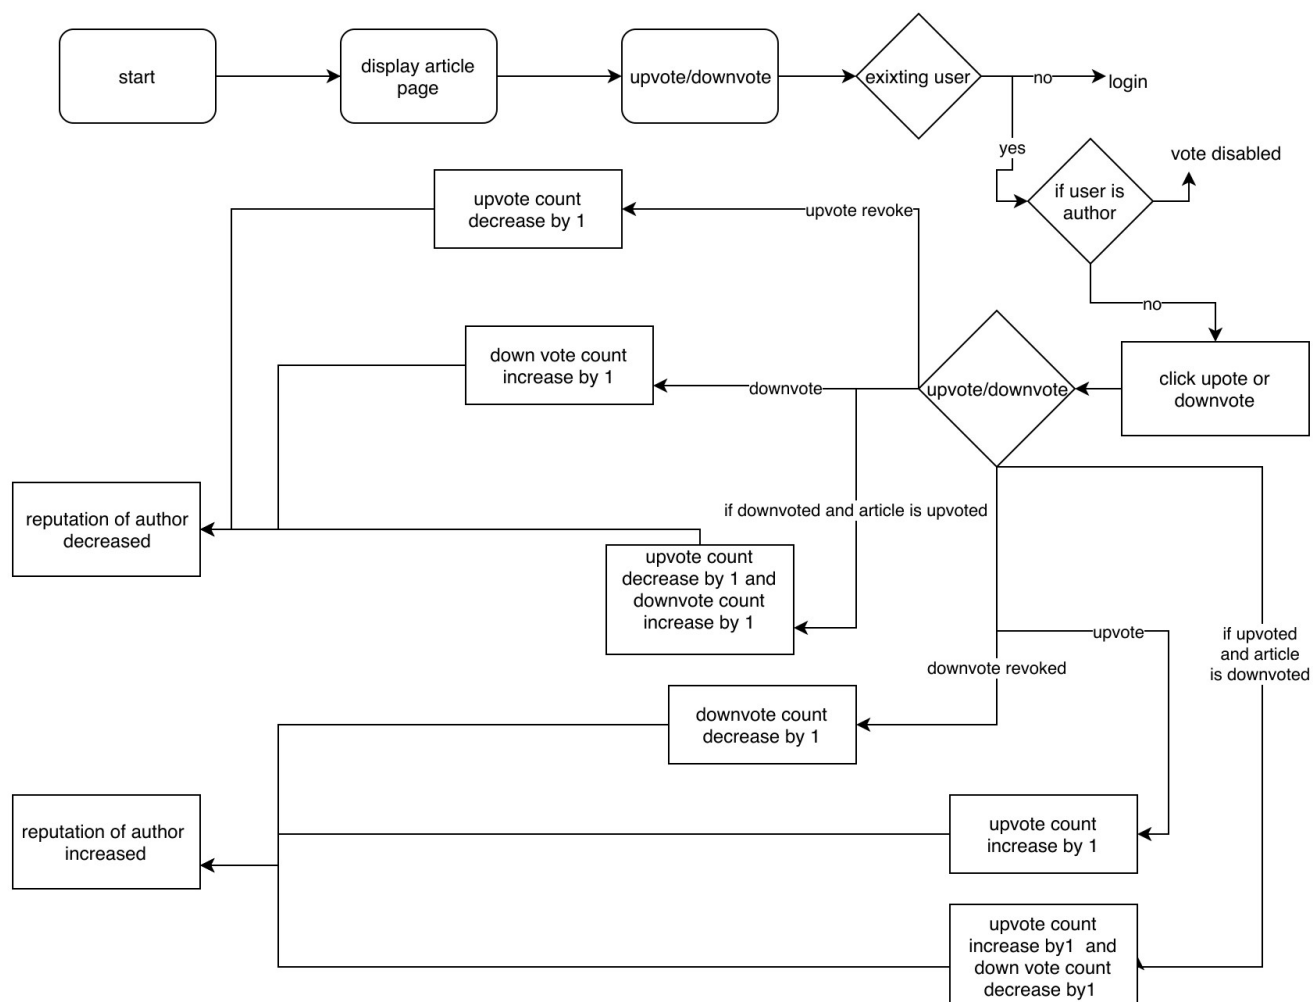 start
display article
page
upvote/downvote
exixting user
no
login
yes
vote disabled
if user is
author
upvote count
decrease by 1
upvote revoke
no
down vote count
increase by 1
downvote
upvote/downvote
click upote or
downvote
reputation of author
decreased
if downvoted and article is upvoted
upvote count
decrease by 1 and
downvote count
increase by 1
upvote
if upvoted
and article
is downvoted
downvote revoked
downvote count
decrease by 1
reputation of author
increased
upvote count
increase by 1
upvote count
increase by1 and
down vote count
decrease by1